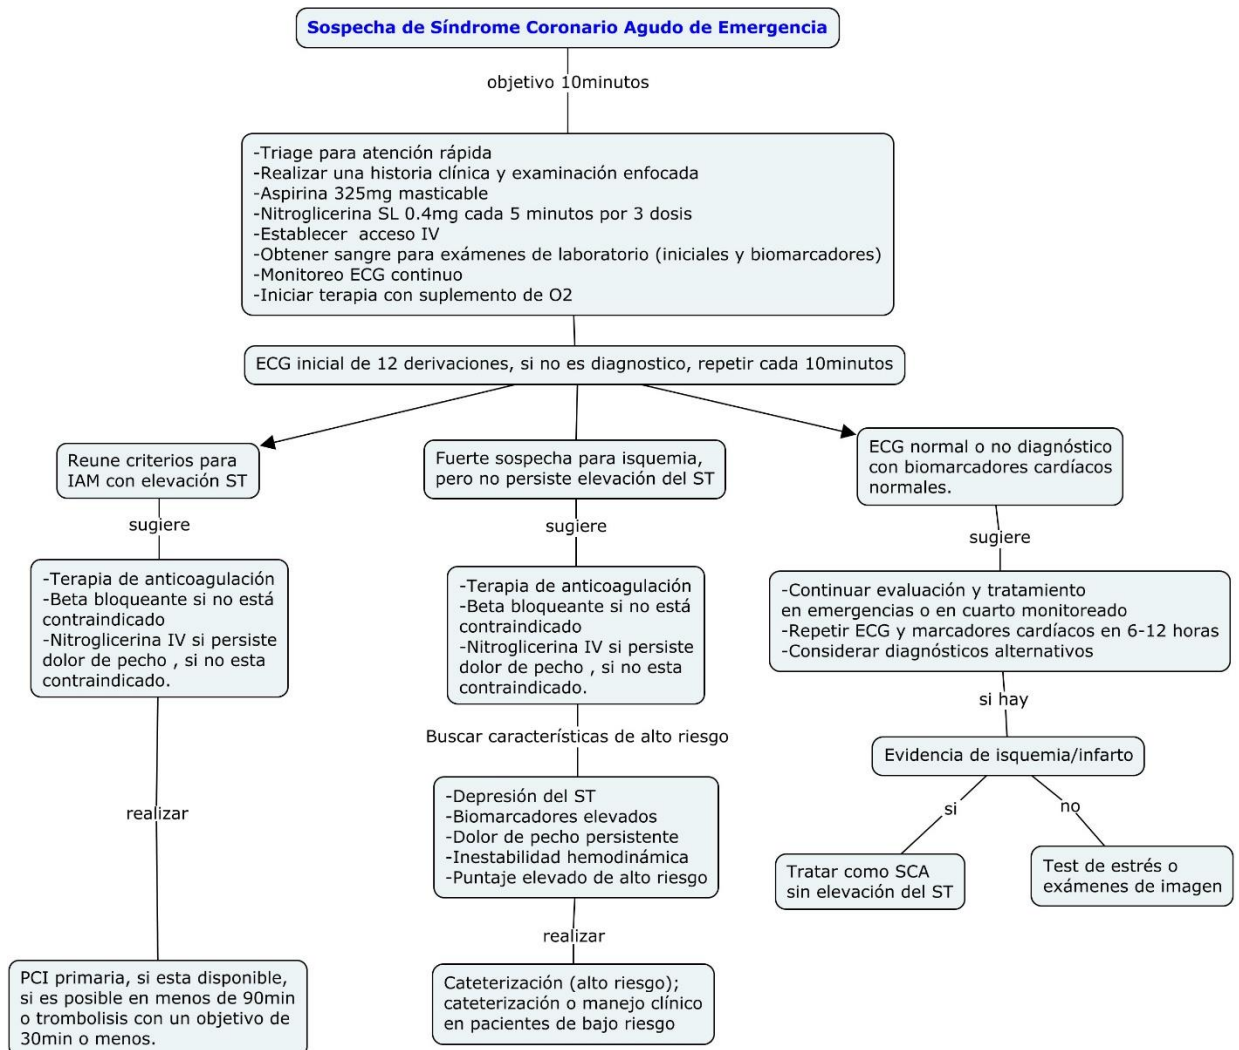 Sospecha de Síndrome Coronario Agudo de Emergencia
objetivo 10minutos
-Triage para atención rápida
-Realizar una historia clínica y examinación enfocada
-Aspirina 325mg masticable
-Nitroglicerina SL 0.4mg cada 5 minutos por 3 dosis
-Establecer acceso IV
-Obtener sangre para exámenes de laboratorio (iniciales y biomarcadores)
-Monitoreo ECG continuo
-Iniciar terapia con suplemento de O2
ECG inicial de 12 derivaciones, si no es diagnostico, repetir cada 10minutos
Reune criterios para
IAM con elevación ST
sugiere
-Terapia de anticoagulación
-Beta bloqueante si no está
contraindicado
-Nitroglicerina IV si persiste
dolor de pecho , si no esta
contraindicado.
realizar
PCI primaria, si esta disponible,
si es posible en menos de 90min
o trombolisis con un objetivo de
30min o menos.
Fuerte sospecha para isquemia,
pero no persiste elevación del ST
sugiere
-Terapia de anticoagulación
-Beta bloqueante si no está
contraindicado
-Nitroglicerina IV si persiste
dolor de pecho , si no esta
contraindicado.
Buscar características de alto riesgo
-Depresión del ST
-Biomarcadores elevados
-Dolor de pecho persistente
-Inestabilidad hemodinámica
-Puntaje elevado de alto riesgo
realizar
Cateterización (alto riesgo);
cateterización o manejo clínico
en pacientes de bajo riesgo
ECG normal o no diagnóstico
con biomarcadores cardíacos
normales.
sugiere
-Continuar evaluación y tratamiento
en emergencias o en cuarto monitoreado
-Repetir ECG y marcadores cardíacos en 6-12 horas
-Considerar diagnósticos alternativos
si hay
Evidencia de isquemia/infarto
si
no
Tratar como SCA
sin elevación del ST
Test de estrés o
exámenes de imagen